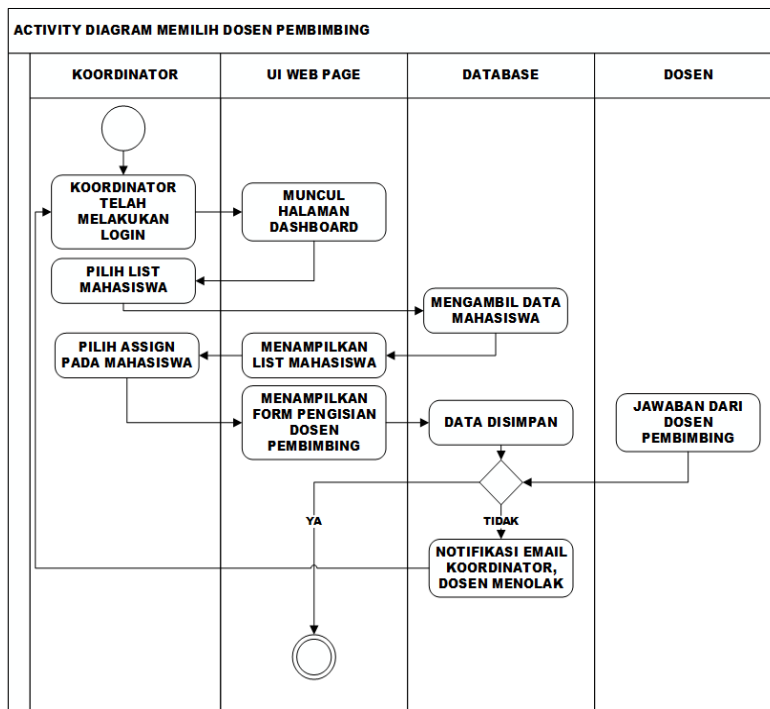 ACTIVITY DIAGRAM MEMILIH DOSEN PEMBIMBING
KOORDINATOR
UI WEB PAGE
DATABASE
DOSEN
KOORDINATOR
TELAH
MELAKUKAN
LOGIN
MUNCUL
HALAMAN
DASHBOARD
PILIH LIST
MAHASISWA
MENGAMBIL DATA
MAHASISWA
MENAMPILKAN
LIST MAHASISWA
PILIH ASSIGN
PADA MAHASISWA
MENAMPILKAN
FORM PENGISIAN
DOSEN
PEMBIMBING
DATA DISIMPAN
JAWABAN DARI
DOSEN
PEMBIMBING
YA
TIDAK
NOTIFIKASI EMAIL
KOORDINATOR,
DOSEN MENOLAK